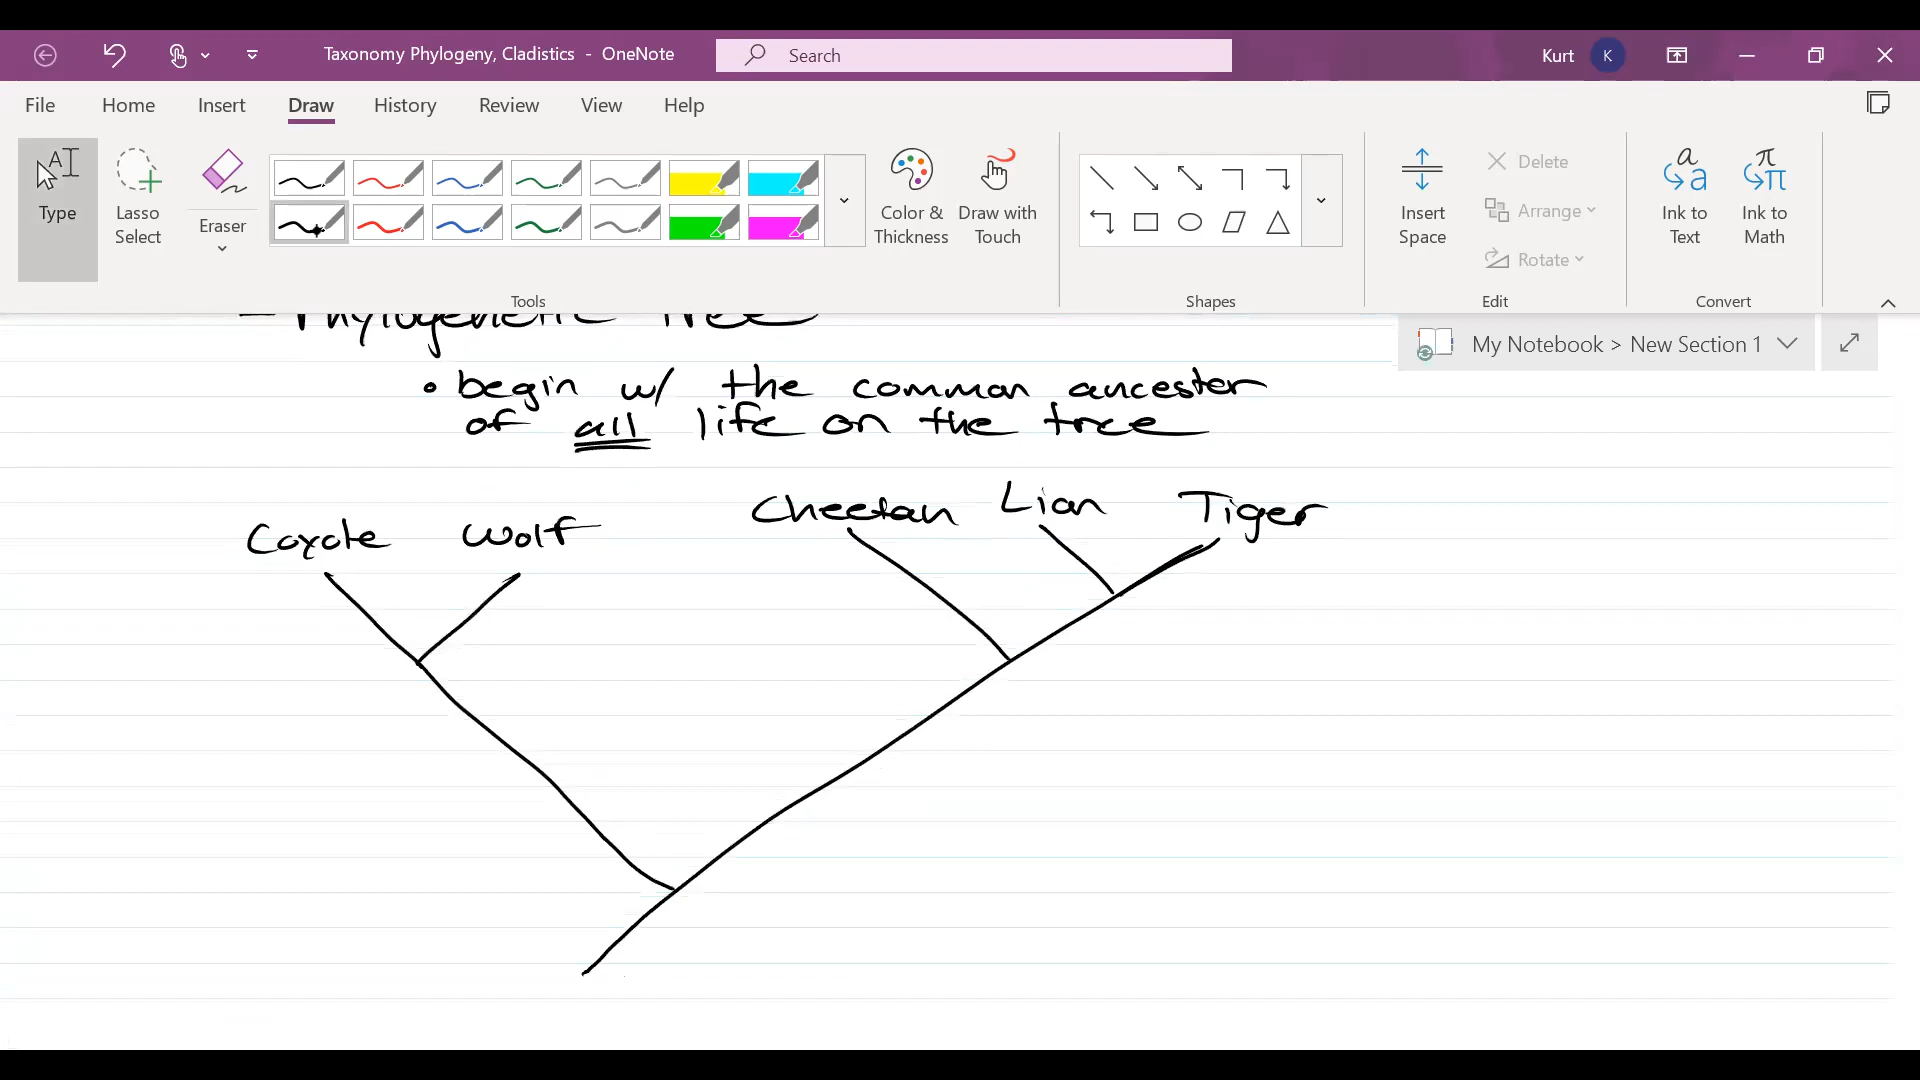 Taxonomy Phylogeny, Cladistics - OneNote
Search
Kurt
K
File Home Insert Draw History Review View Help
Type
Lasso Select
Eraser
Color & Thickness
Draw with Touch
Insert Space
Delete
Arrange
Rotate
Ink to Text
Ink to Math
Tools
Shapes
Edit
Convert
My Notebook > New Section 1
- Phylogenetic Tree
• begin w/ the common ancester
of all life on the tree
Coyote Wolf Cheetah Lion Tiger